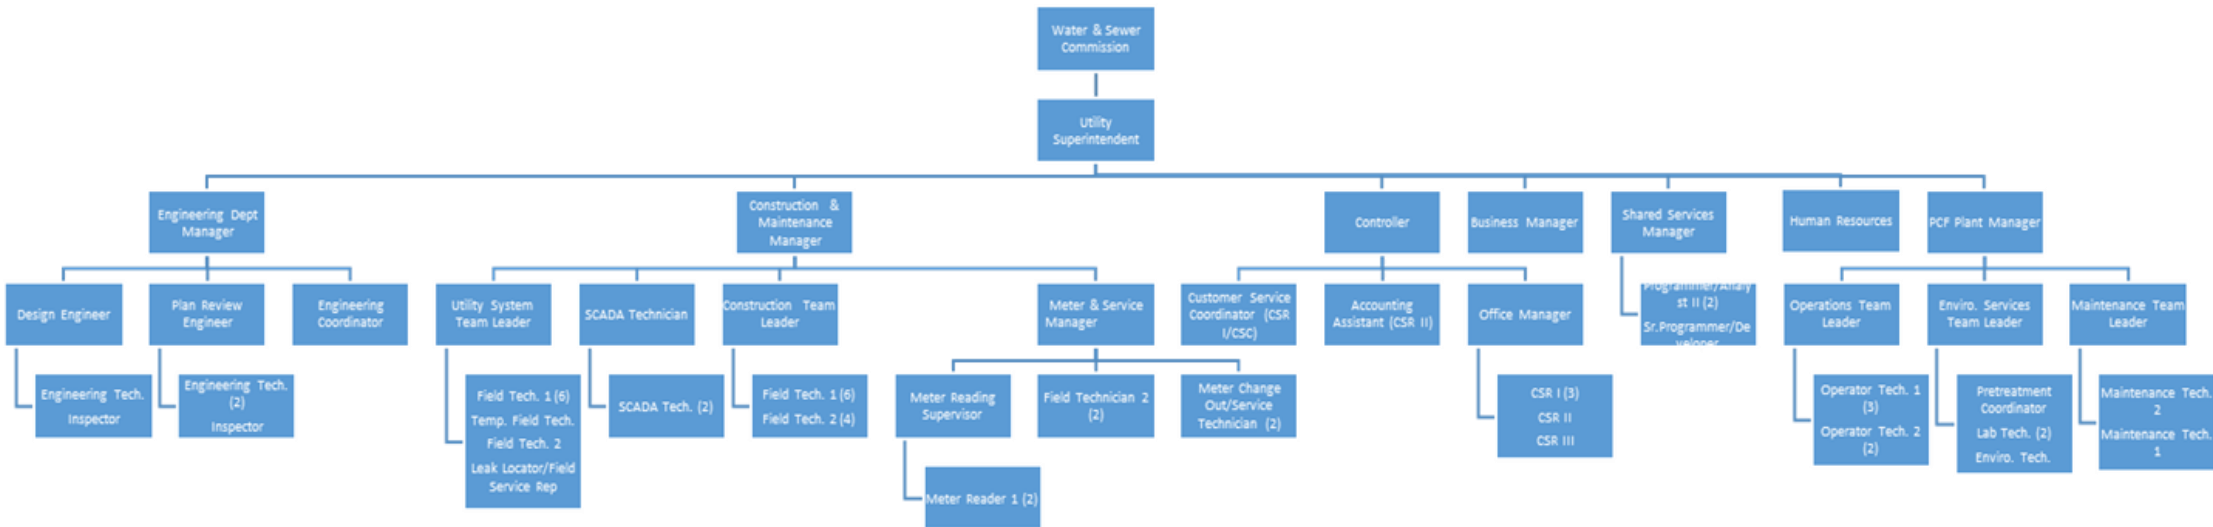 Water & Sewer
Commission
Utility
Superintendent
Engineering Dept
Manager
Construction &
Maintenance
Manager
Controller
Business Manager
Shared Services
Manager
Human Resources
PCF Plant Manager
Design Engineer
Plan Review
Engineer
Engineering
Coordinator
Utility System
Team Leader
SCADA Technician
Construction Team
Leader
Meter & Service
Manager
Customer Service
Coordinator (CSR
I/CSC)
Accounting
Assistant (CSR II)
Office Manager
Programmer/Analy
st II (2)
Sr.Programmer/De
veloper
Operations Team
Leader
Enviro. Services
Team Leader
Maintenance Team
Leader
Engineering Tech.
Inspector
Engineering Tech.
(2)
Inspector
Field Tech. 1 (6)
Temp. Field Tech.
Field Tech. 2
Leak Locator/Field
Service Rep
SCADA Tech. (2)
Field Tech. 1 (6)
Field Tech. 2 (4)
Meter Reading
Supervisor
Field Technician 2
(2)
Meter Change
Out/Service
Technician (2)
CSR I (3)
CSR II
CSR III
Operator Tech. 1
(3)
Operator Tech. 2
(2)
Pretreatment
Coordinator
Lab Tech. (2)
Enviro. Tech.
Maintenance Tech.
2
Maintenance Tech.
1
Meter Reader 1 (2)